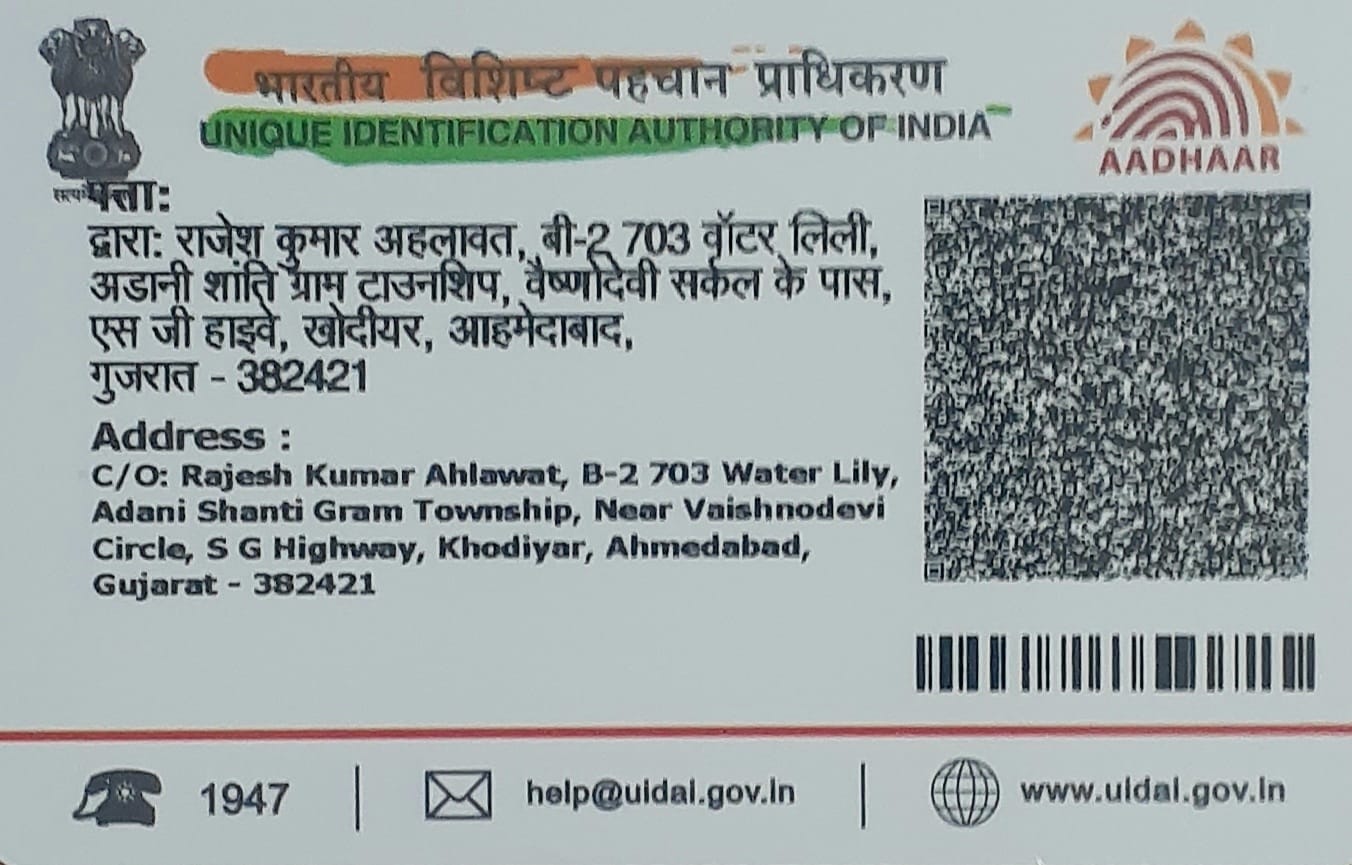 भारतीय विशिष्ट पहचान प्राधिकरण
UNIQUE IDENTIFICATION AUTHORITY OF INDIA
AADHAAR
पत्ता:
द्वारा: राजेश कुमार अहलावत, बी-2 703 वॉटर लिली,
अडानी शांति ग्राम टाउनशिप, वैष्णोदेवी सर्कल के पास,
एस जी हाइवे, खोदीयर, आहमेदाबाद,
गुजरात - 382421
Address :
C/O: Rajesh Kumar Ahlawat, B-2 703 Water Lily,
Adani Shanti Gram Township, Near Vaishnodevi
Circle, S G Highway, Khodiyar, Ahmedabad,
Gujarat - 382421
1947
help@uidai.gov.in
www.uidai.gov.in